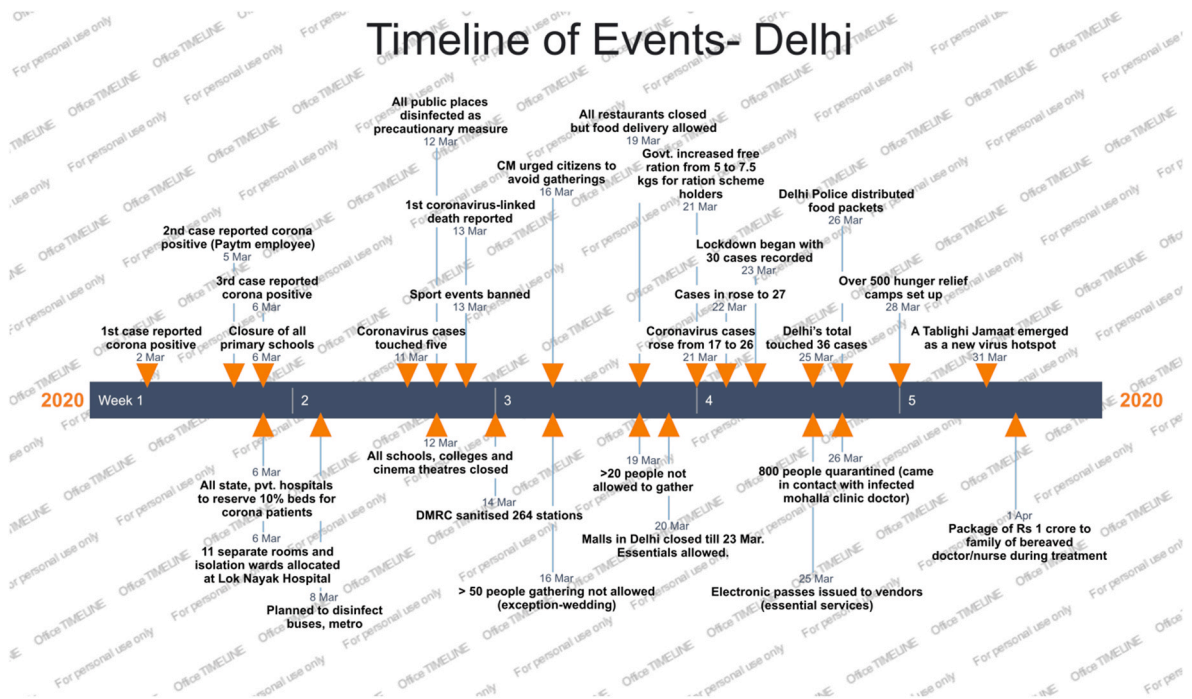 Timeline of Events- Delhi
All public places
disinfected as
precautionary measure
12 Mar
All restaurants closed
but food delivery allowed
19 Mar
CM urged citizens to
avoid gatherings
16 Mar
Govt. increased free
ration from 5 to 7.5
kgs for ration scheme
holders
21 Mar
Delhi Police distributed
food packets
26 Mar
1st coronavirus-linked
death reported
13 Mar
2nd case reported corona
positive (Paytm employee)
5 Mar
Lockdown began with
30 cases recorded
23 Mar
3rd case reported
corona positive
6 Mar
Sport events banned
13 Mar
Cases in rose to 27
22 Mar
Over 500 hunger relief
camps set up
28 Mar
1st case reported
corona positive
2 Mar
Closure of all
primary schools
6 Mar
Coronavirus cases
touched five
11 Mar
Coronavirus cases
rose from 17 to 26
21 Mar
Delhi's total
touched 36 cases
25 Mar
A Tablighi Jamaat emerged
as a new virus hotspot
31 Mar
2020 Week 1 2 3 4 5 2020
6 Mar
All state, pvt. hospitals
to reserve 10% beds for
corona patients
6 Mar
11 separate rooms and
isolation wards allocated
at Lok Nayak Hospital
8 Mar
Planned to disinfect
buses, metro
12 Mar
All schools, colleges and
cinema theatres closed
14 Mar
DMRC sanitised 264 stations
16 Mar
> 50 people gathering not allowed
(exception-wedding)
19 Mar
>20 people not
allowed to gather
20 Mar
Malls in Delhi closed till 23 Mar.
Essentials allowed.
26 Mar
800 people quarantined (came
in contact with infected
mohalla clinic doctor)
25 Mar
Electronic passes issued to vendors
(essential services)
1 Apr
Package of Rs 1 crore to
family of bereaved
doctor/nurse during treatment
For personal use only
Office TIMELINE